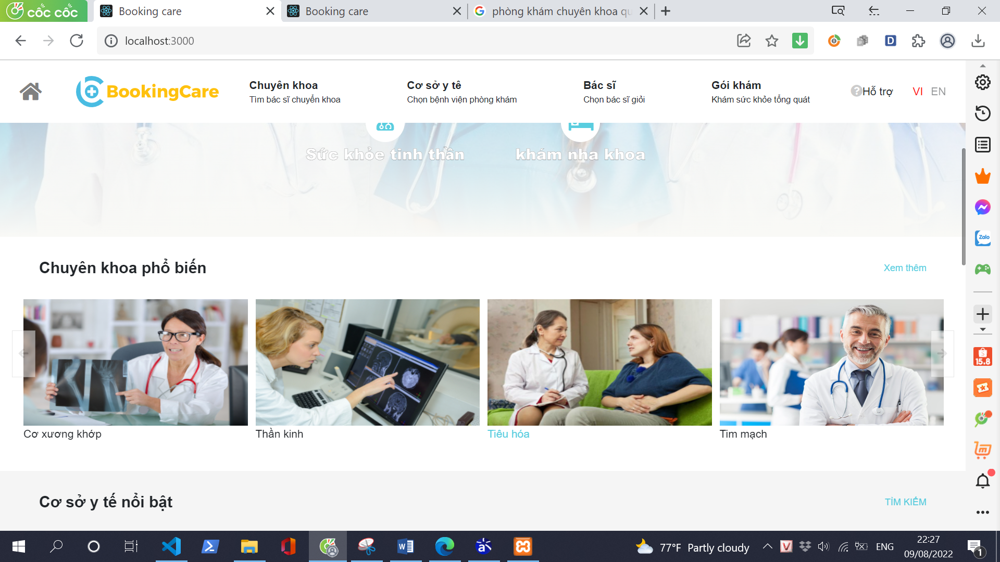 cốc cốc
Booking care
Booking care
phòng khám chuyên khoa qu
localhost:3000
BookingCare
Chuyên khoa
Tìm bác sĩ chuyển khoa
Cơ sở y tê
Chọn bệnh viện phòng khám
Bác sĩ
Chọn bác sĩ giỏi
Gói khám
Khám sức khỏe tổng quát
?Hỗ trợ
VI EN
Sức khỏe tinh thần
khám nha khoa
Chuyên khoa phổ biến
Xem thêm
Cơ xương khớp
Thần kinh
Tiêu hóa
Tim mạch
Cơ sở y tế nổi bật
TÌM KIẾM
D
Zalo
15.8
77°F Partly cloudy
V
ENG
22:27
09/08/2022
1